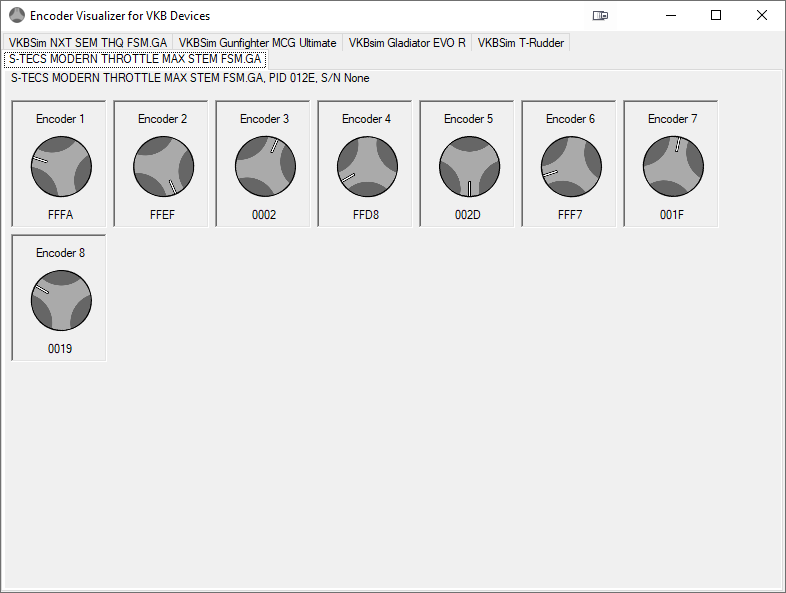 Encoder Visualizer for VKB Devices
VKBSim NXT SEM THQ FSM.GA VKBSim Gunfighter MCG Ultimate VKBsim Gladiator EVO R VKBSim T-Rudder
S-TECS MODERN THROTTLE MAX STEM FSM.GA
S-TECS MODERN THROTTLE MAX STEM FSM.GA, PID 012E, S/N None
Encoder 1 Encoder 2 Encoder 3 Encoder 4 Encoder 5 Encoder 6 Encoder 7
FFFA FFEF 0002 FFD8 002D FFF7 001F
Encoder 8
0019